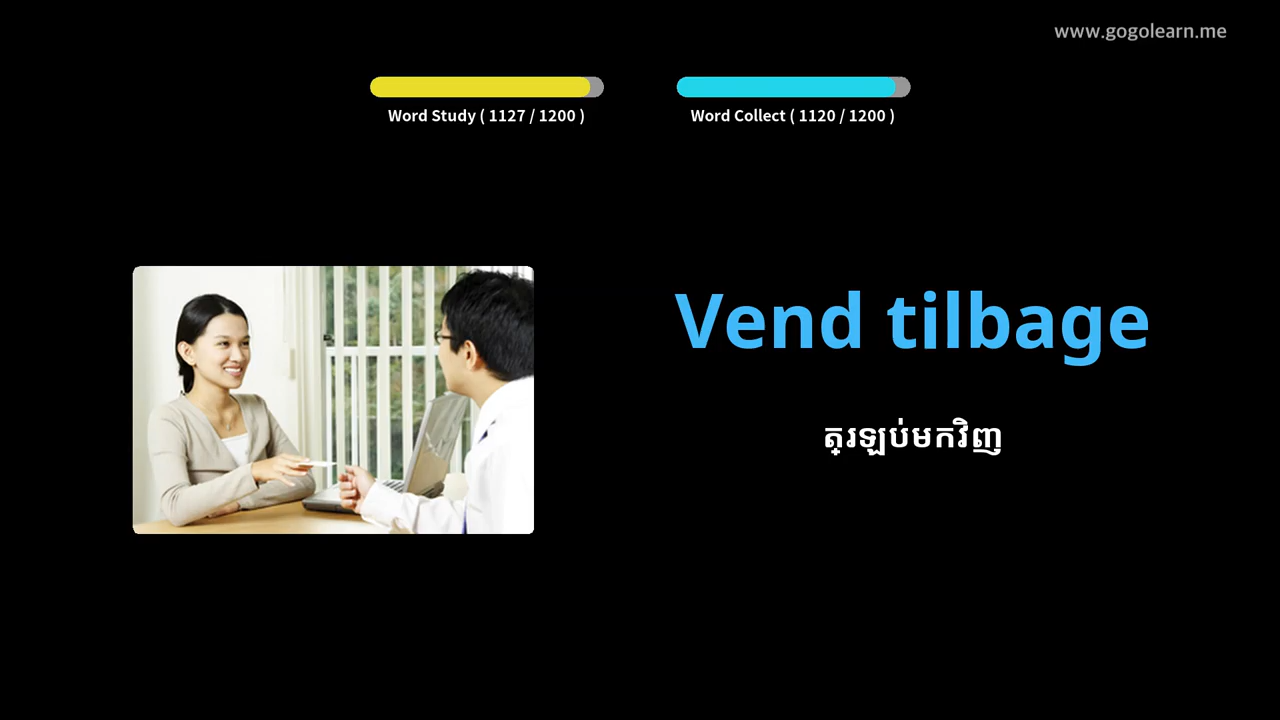 www.gogolearn.me
Word Study ( 1127 / 1200 )
Word Collect ( 1120 / 1200 )
Vend tilbage
ត្រឡប់មកវិញ